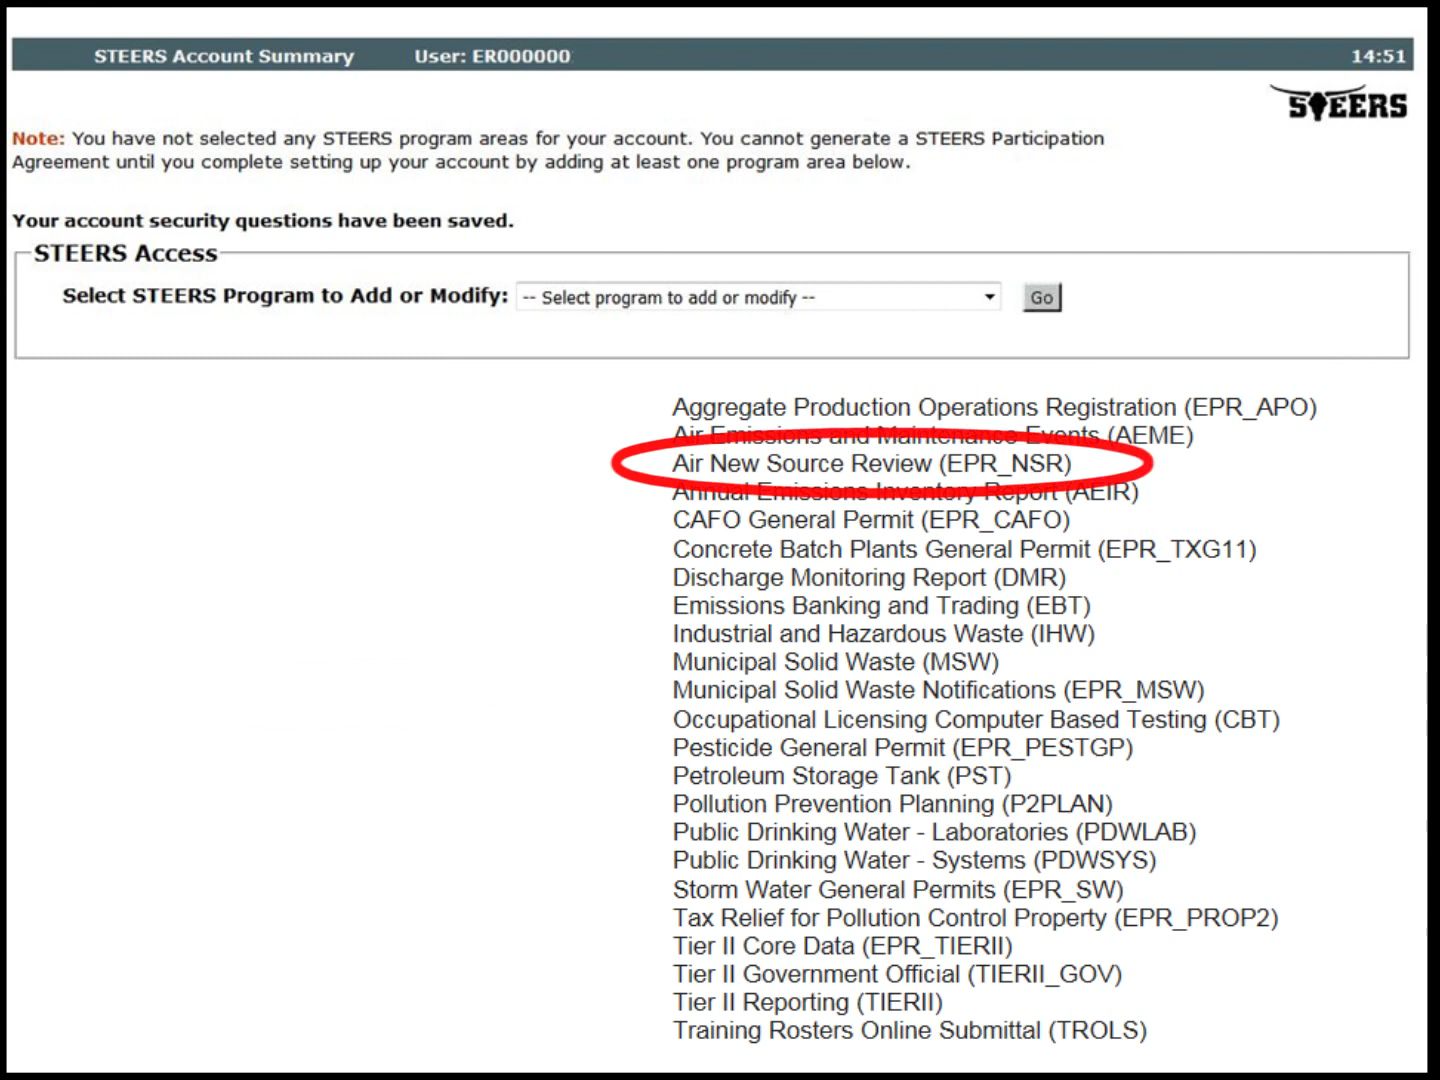 STEERS Account Summary User: ER000000 14:51
STEERS
Note: You have not selected any STEERS program areas for your account. You cannot generate a STEERS Participation
Agreement until you complete setting up your account by adding at least one program area below.
Your account security questions have been saved.
STEERS Access
Select STEERS Program to Add or Modify: -- Select program to add or modify -- Go
Aggregate Production Operations Registration (EPR_APO)
Air Emissions and Maintenance Events (AEME)
Air New Source Review (EPR_NSR)
Annual Emissions Inventory Report (AEIR)
CAFO General Permit (EPR_CAFO)
Concrete Batch Plants General Permit (EPR_TXG11)
Discharge Monitoring Report (DMR)
Emissions Banking and Trading (EBT)
Industrial and Hazardous Waste (IHW)
Municipal Solid Waste (MSW)
Municipal Solid Waste Notifications (EPR_MSW)
Occupational Licensing Computer Based Testing (CBT)
Pesticide General Permit (EPR_PESTGP)
Petroleum Storage Tank (PST)
Pollution Prevention Planning (P2PLAN)
Public Drinking Water - Laboratories (PDWLAB)
Public Drinking Water - Systems (PDWSYS)
Storm Water General Permits (EPR_SW)
Tax Relief for Pollution Control Property (EPR_PROP2)
Tier II Core Data (EPR_TIERII)
Tier II Government Official (TIERII_GOV)
Tier II Reporting (TIERII)
Training Rosters Online Submittal (TROLS)